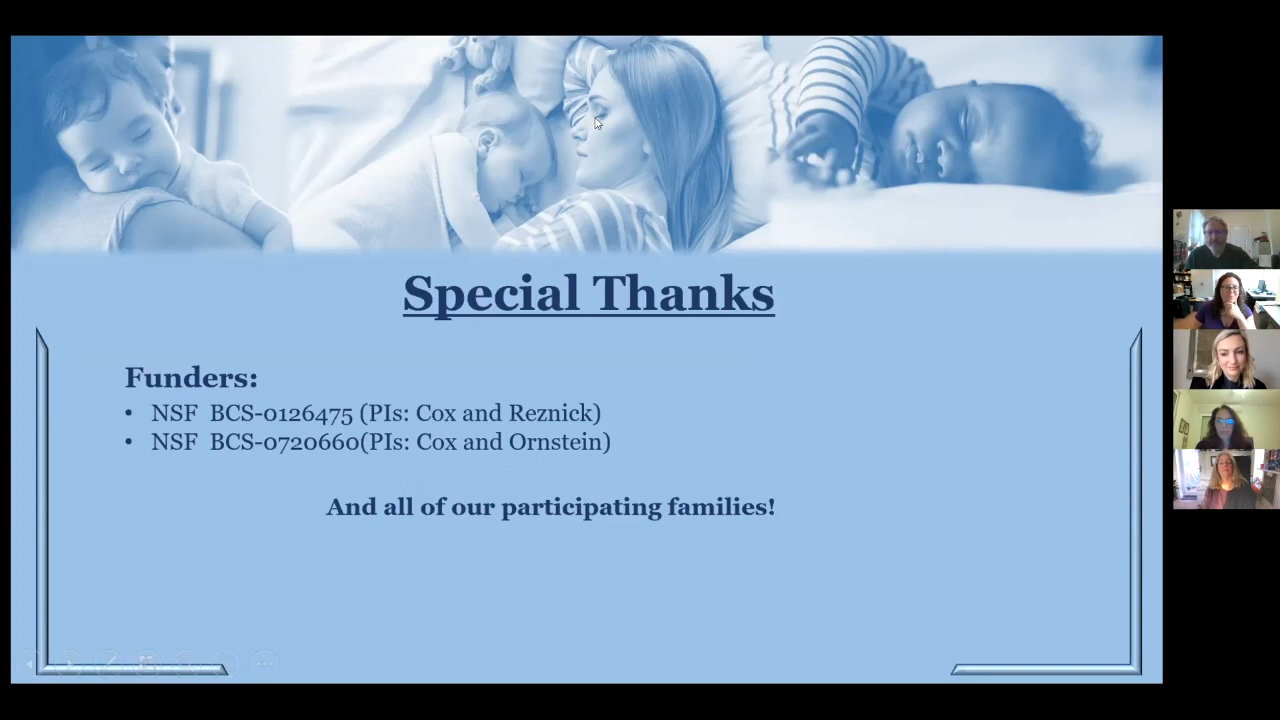 Special Thanks
Funders:
• NSF  BCS-0126475 (PIs: Cox and Reznick)
• NSF  BCS-0720660(PIs: Cox and Ornstein)
And all of our participating families!